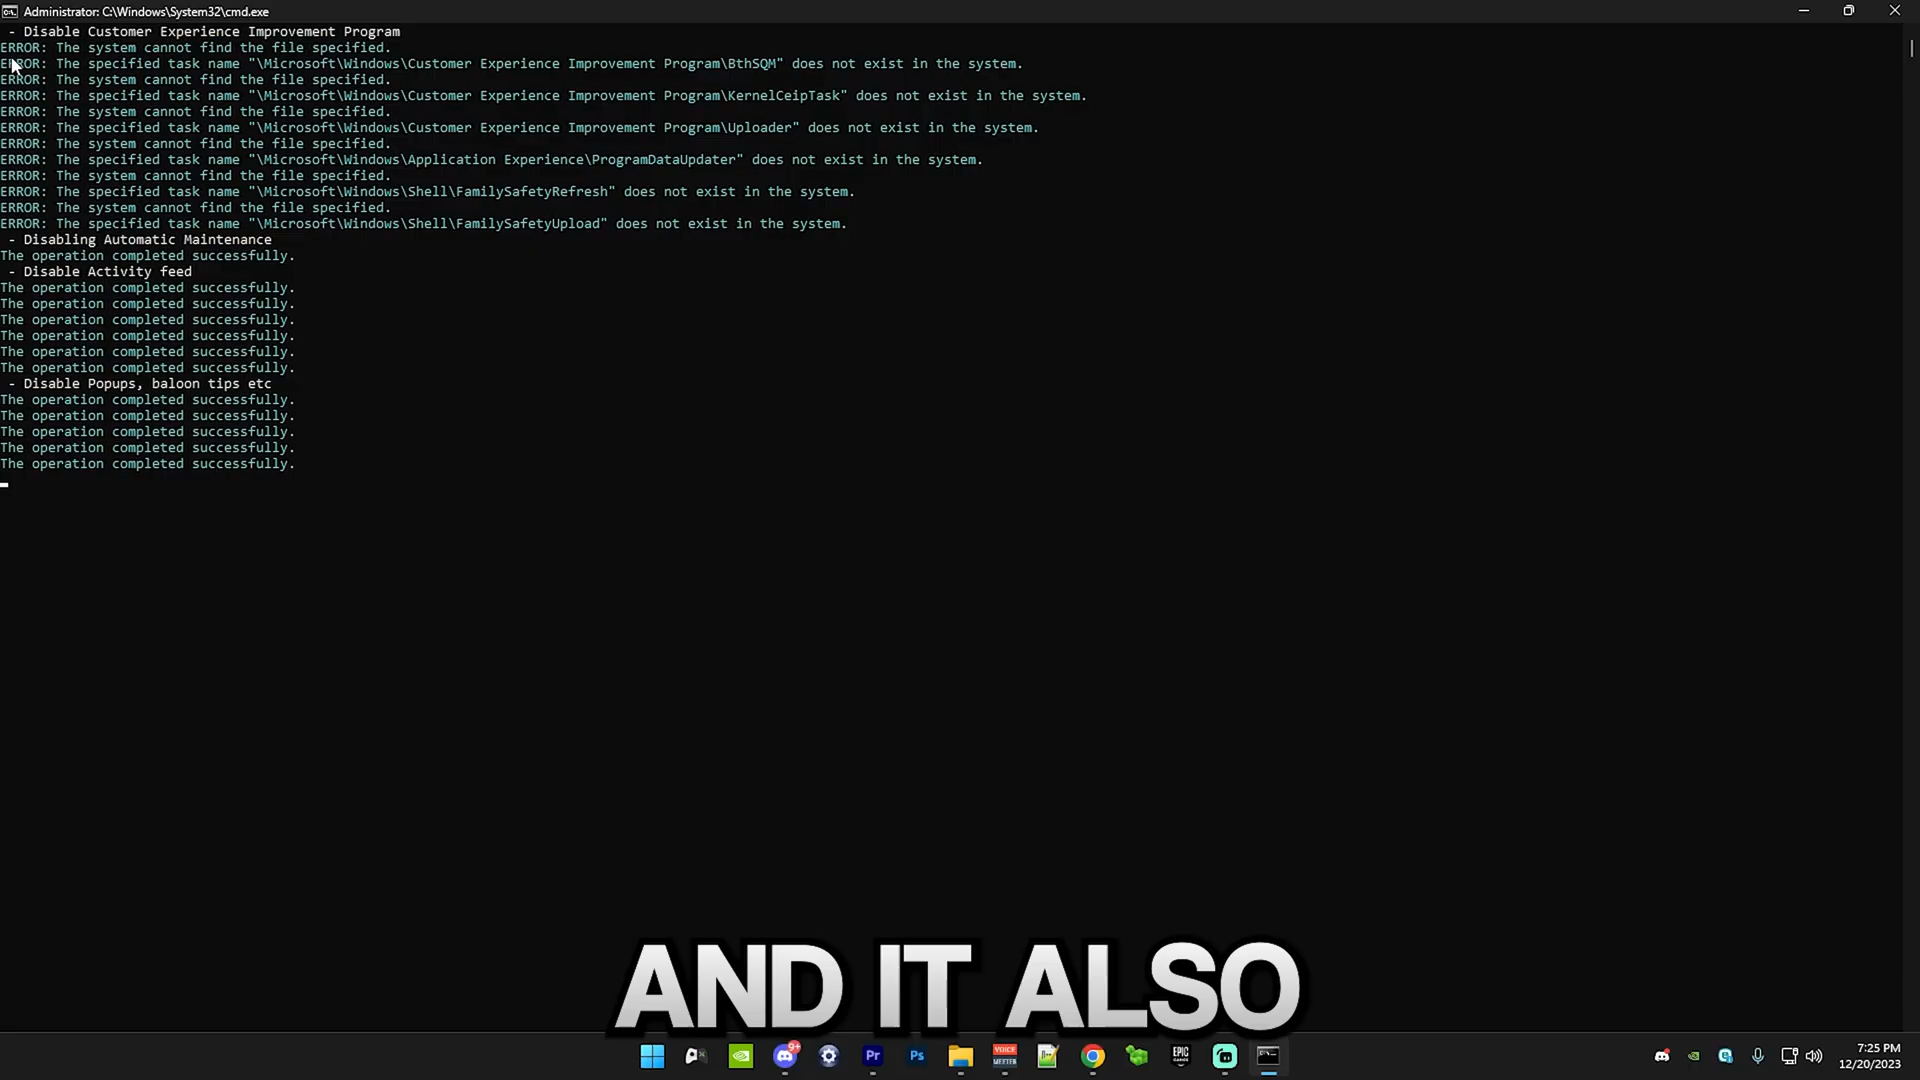 Administrator: C:\Windows\System32\cmd.exe
- Disable Customer Experience Improvement Program
ERROR: The system cannot find the file specified.
ERROR: The specified task name "\Microsoft\Windows\Customer Experience Improvement Program\BthSQM" does not exist in the system.
ERROR: The system cannot find the file specified.
ERROR: The specified task name "\Microsoft\Windows\Customer Experience Improvement Program\KernelCeipTask" does not exist in the system.
ERROR: The system cannot find the file specified.
ERROR: The specified task name "\Microsoft\Windows\Customer Experience Improvement Program\Uploader" does not exist in the system.
ERROR: The system cannot find the file specified.
ERROR: The specified task name "\Microsoft\Windows\Application Experience\ProgramDataUpdater" does not exist in the system.
ERROR: The system cannot find the file specified.
ERROR: The specified task name "\Microsoft\Windows\Shell\FamilySafetyRefresh" does not exist in the system.
ERROR: The system cannot find the file specified.
ERROR: The specified task name "\Microsoft\Windows\Shell\FamilySafetyUpload" does not exist in the system.
- Disabling Automatic Maintenance
The operation completed successfully.
- Disable Activity feed
The operation completed successfully.
The operation completed successfully.
The operation completed successfully.
The operation completed successfully.
The operation completed successfully.
The operation completed successfully.
- Disable Popups, baloon tips etc
The operation completed successfully.
The operation completed successfully.
The operation completed successfully.
The operation completed successfully.
The operation completed successfully.
AND IT ALSO
9+
Pr
Ps
VOICE
MEETER
EPIC
GAMES
7:25 PM
12/20/2023